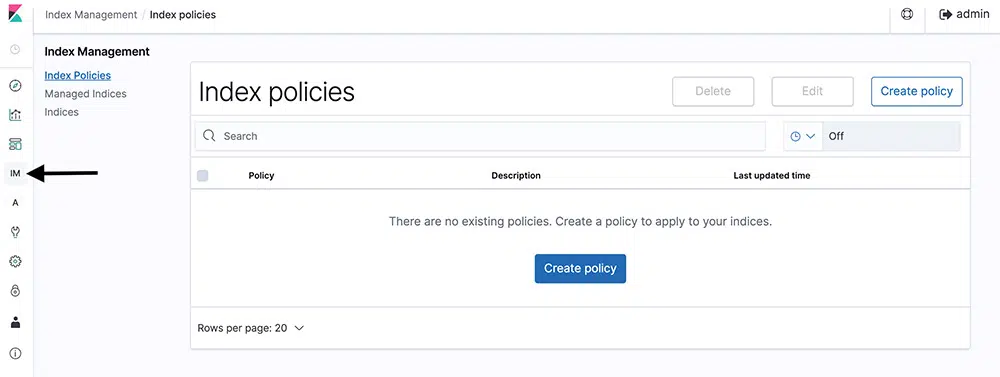 Index Management / Index policies
admin
Index Management
Index Policies
Managed Indices
Indices
IM
A
Index policies
Delete
Edit
Create policy
Search
Off
Policy
Description
Last updated time
There are no existing policies. Create a policy to apply to your indices.
Create policy
Rows per page: 20